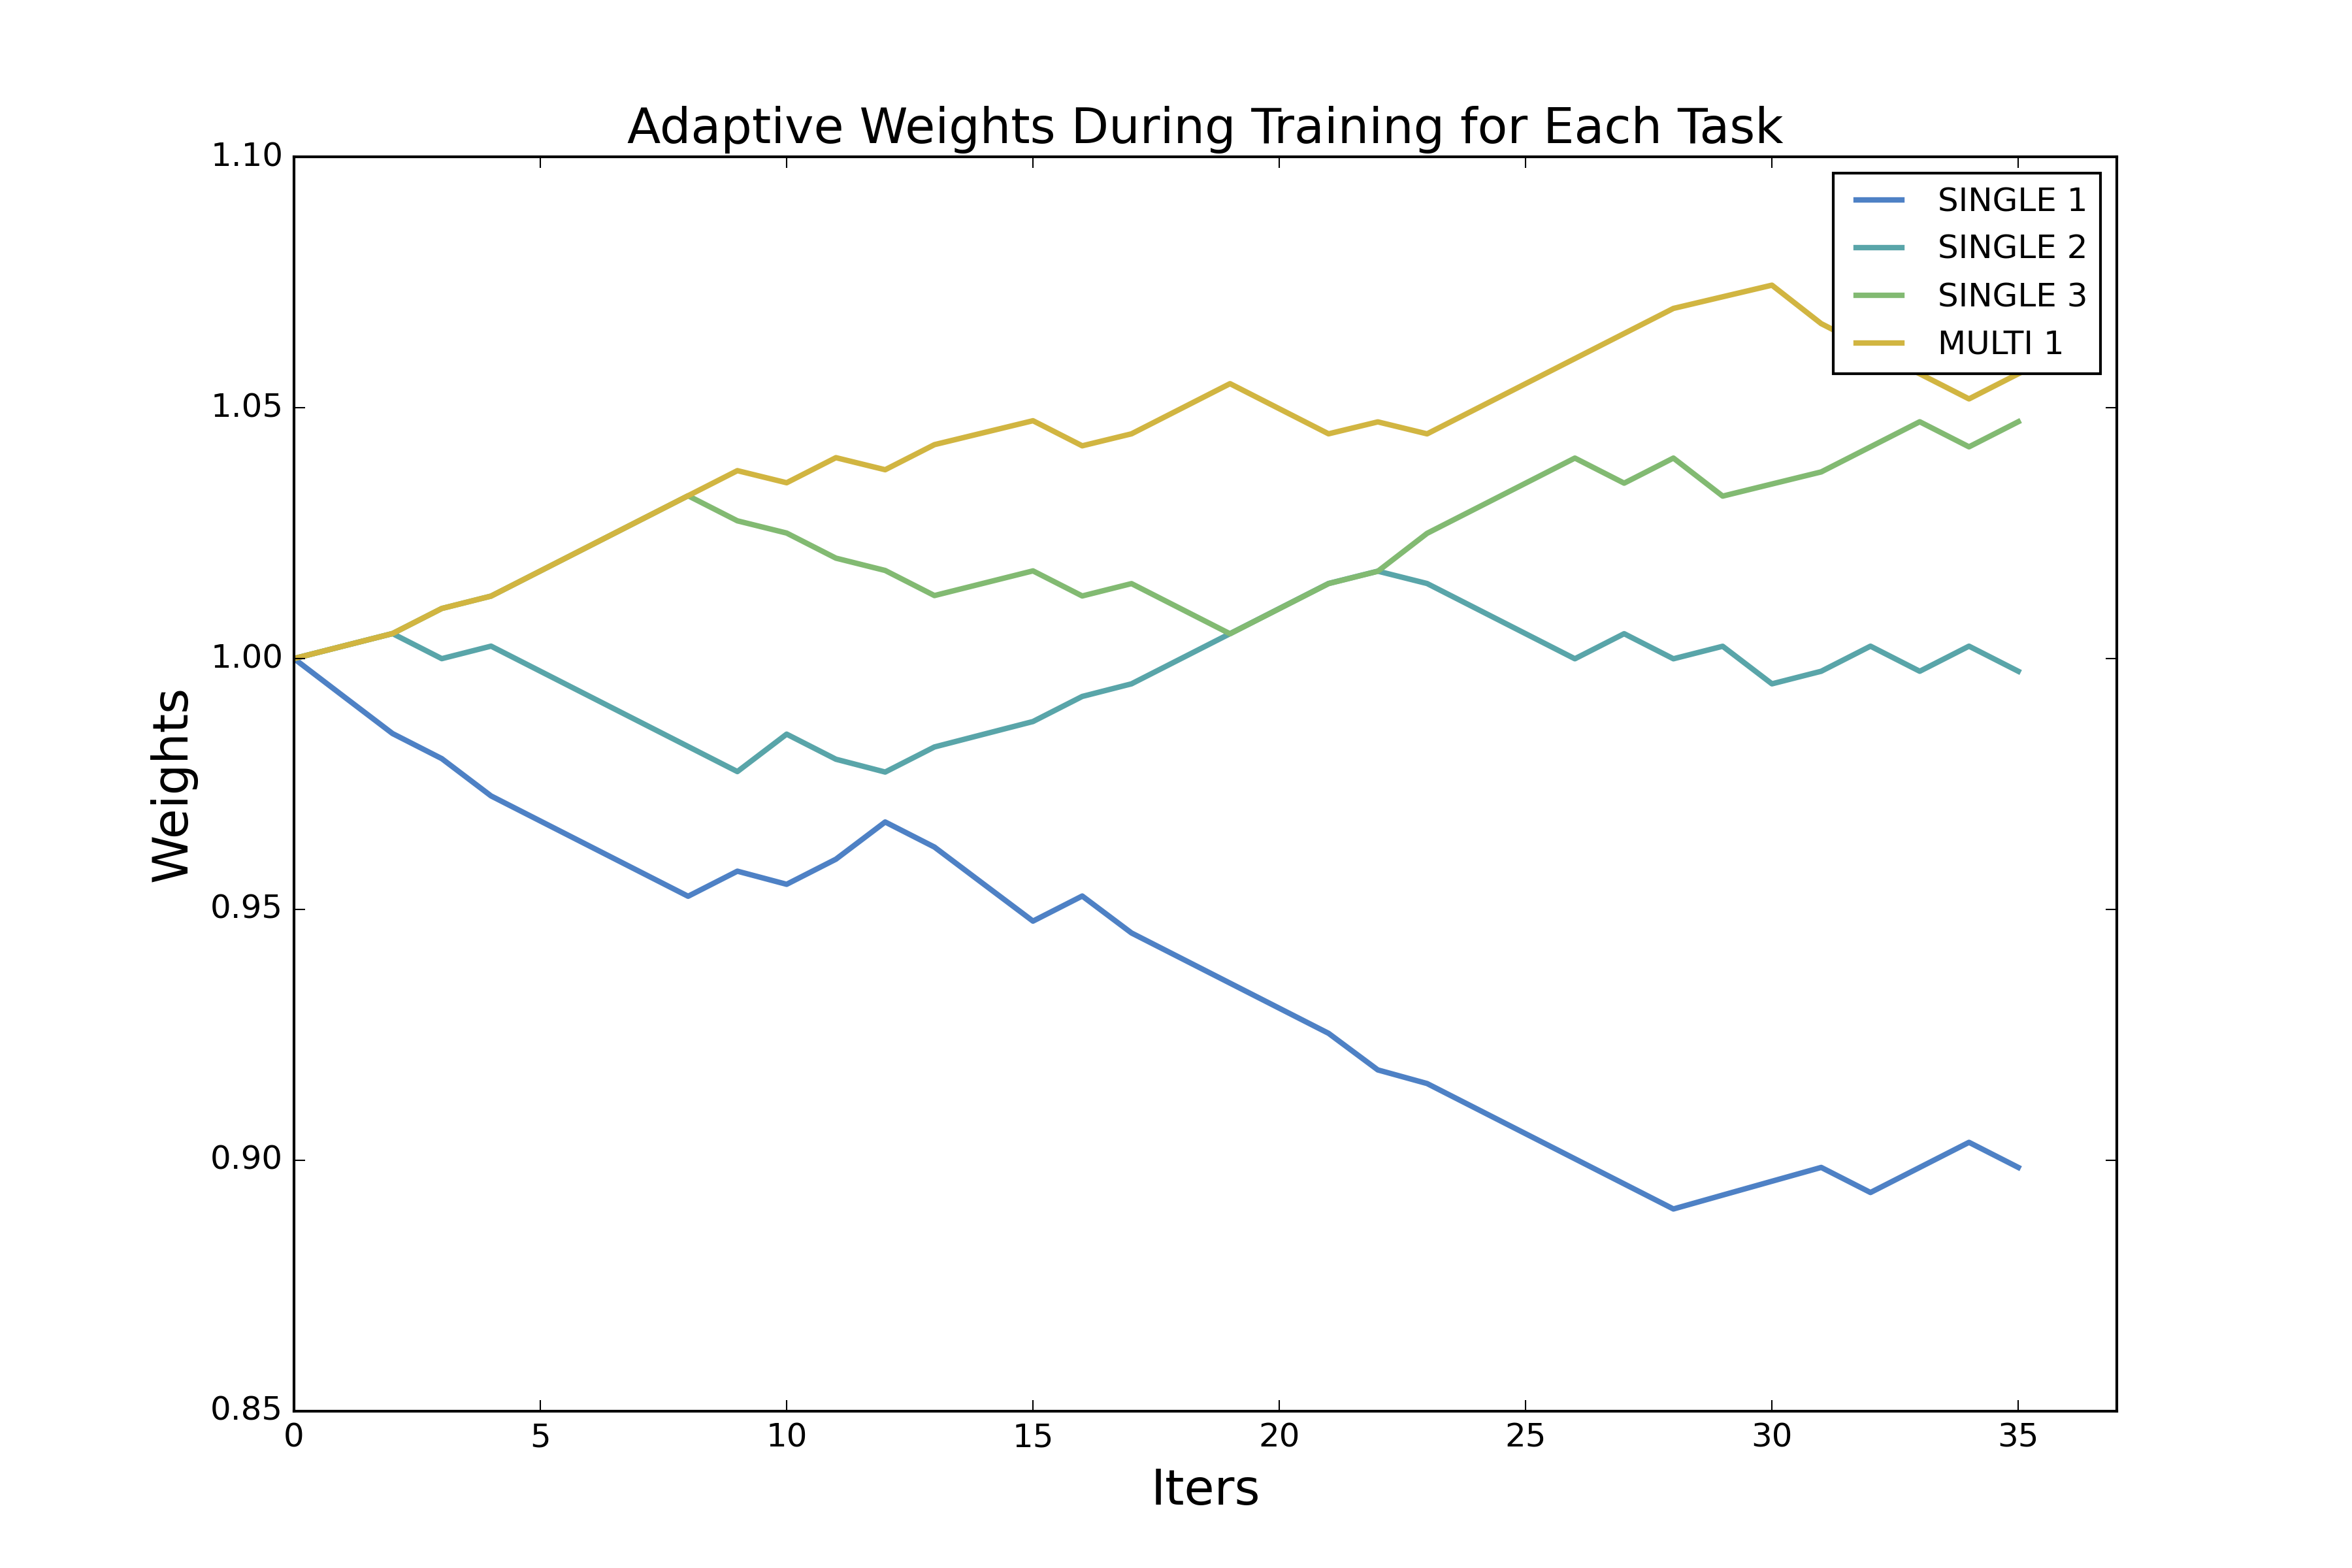 Adaptive Weights During Training for Each Task
1.10
1.05
1.00
0.95
0.90
0.85
Weights
SINGLE 1
SINGLE 2
SINGLE 3
MULTI 1
0 5 10 15 20 25 30 35
Iters